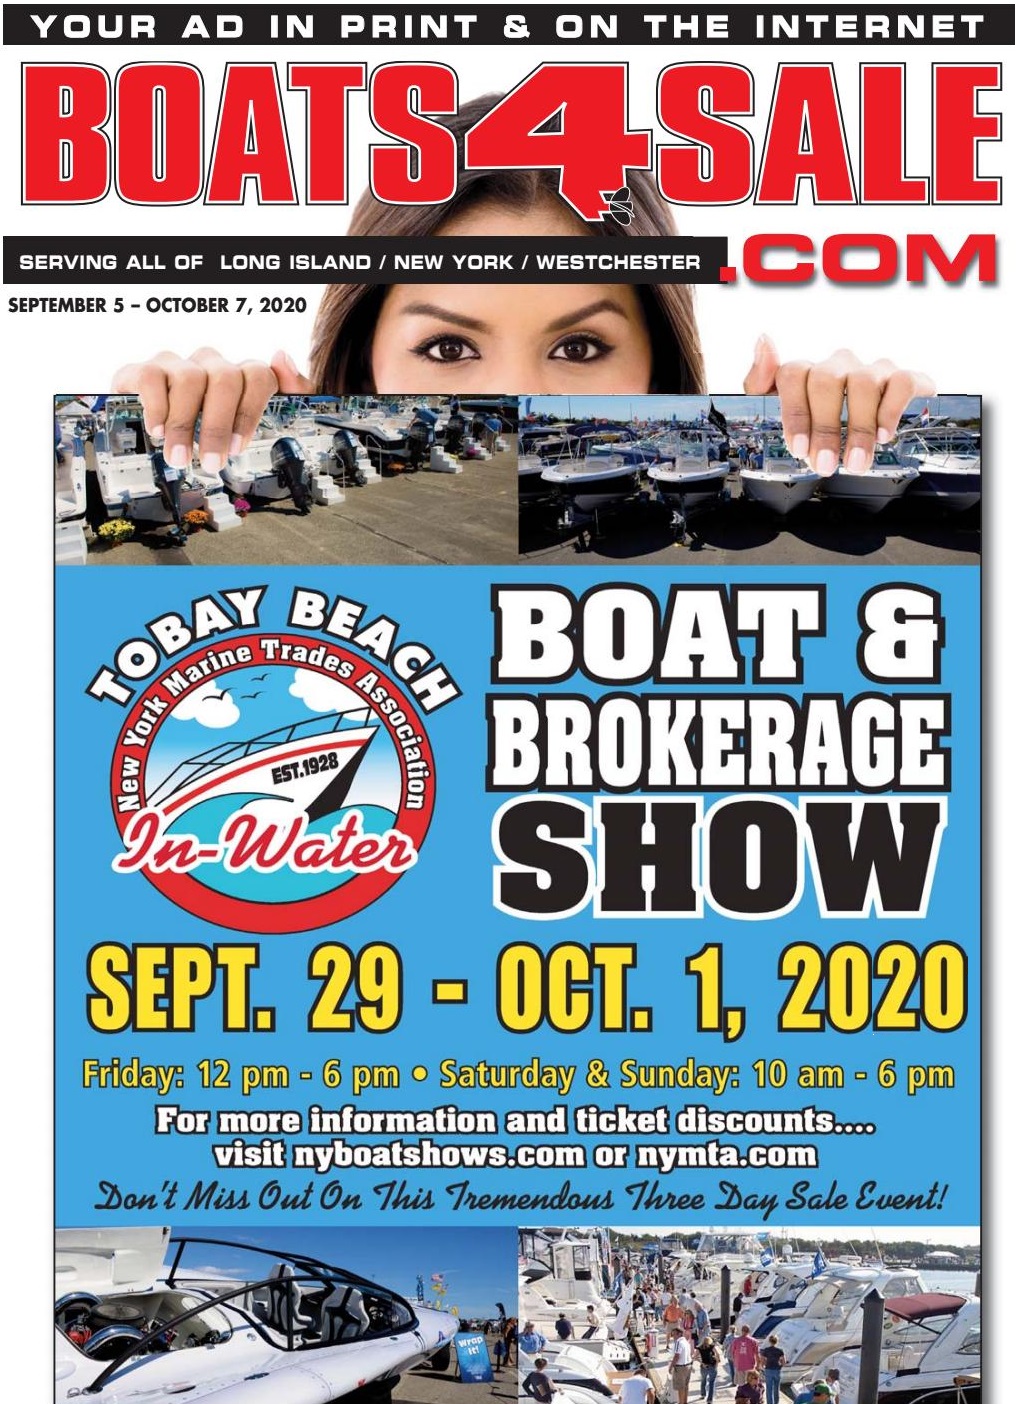 YOUR AD IN PRINT & ON THE INTERNET
BOATS4SALE
.COM
SERVING ALL OF LONG ISLAND / NEW YORK / WESTCHESTER
SEPTEMBER 5 – OCTOBER 7, 2020
TOBAY BEACH
New York Marine Trades Association
EST.1928
In-Water
BOAT &
BROKERAGE
SHOW
SEPT. 29 - OCT. 1, 2020
Friday: 12 pm - 6 pm • Saturday & Sunday: 10 am - 6 pm
For more information and ticket discounts....
visit nyboatshows.com or nymta.com
Don't Miss Out On This Tremendous Three Day Sale Event!
wrap
it!